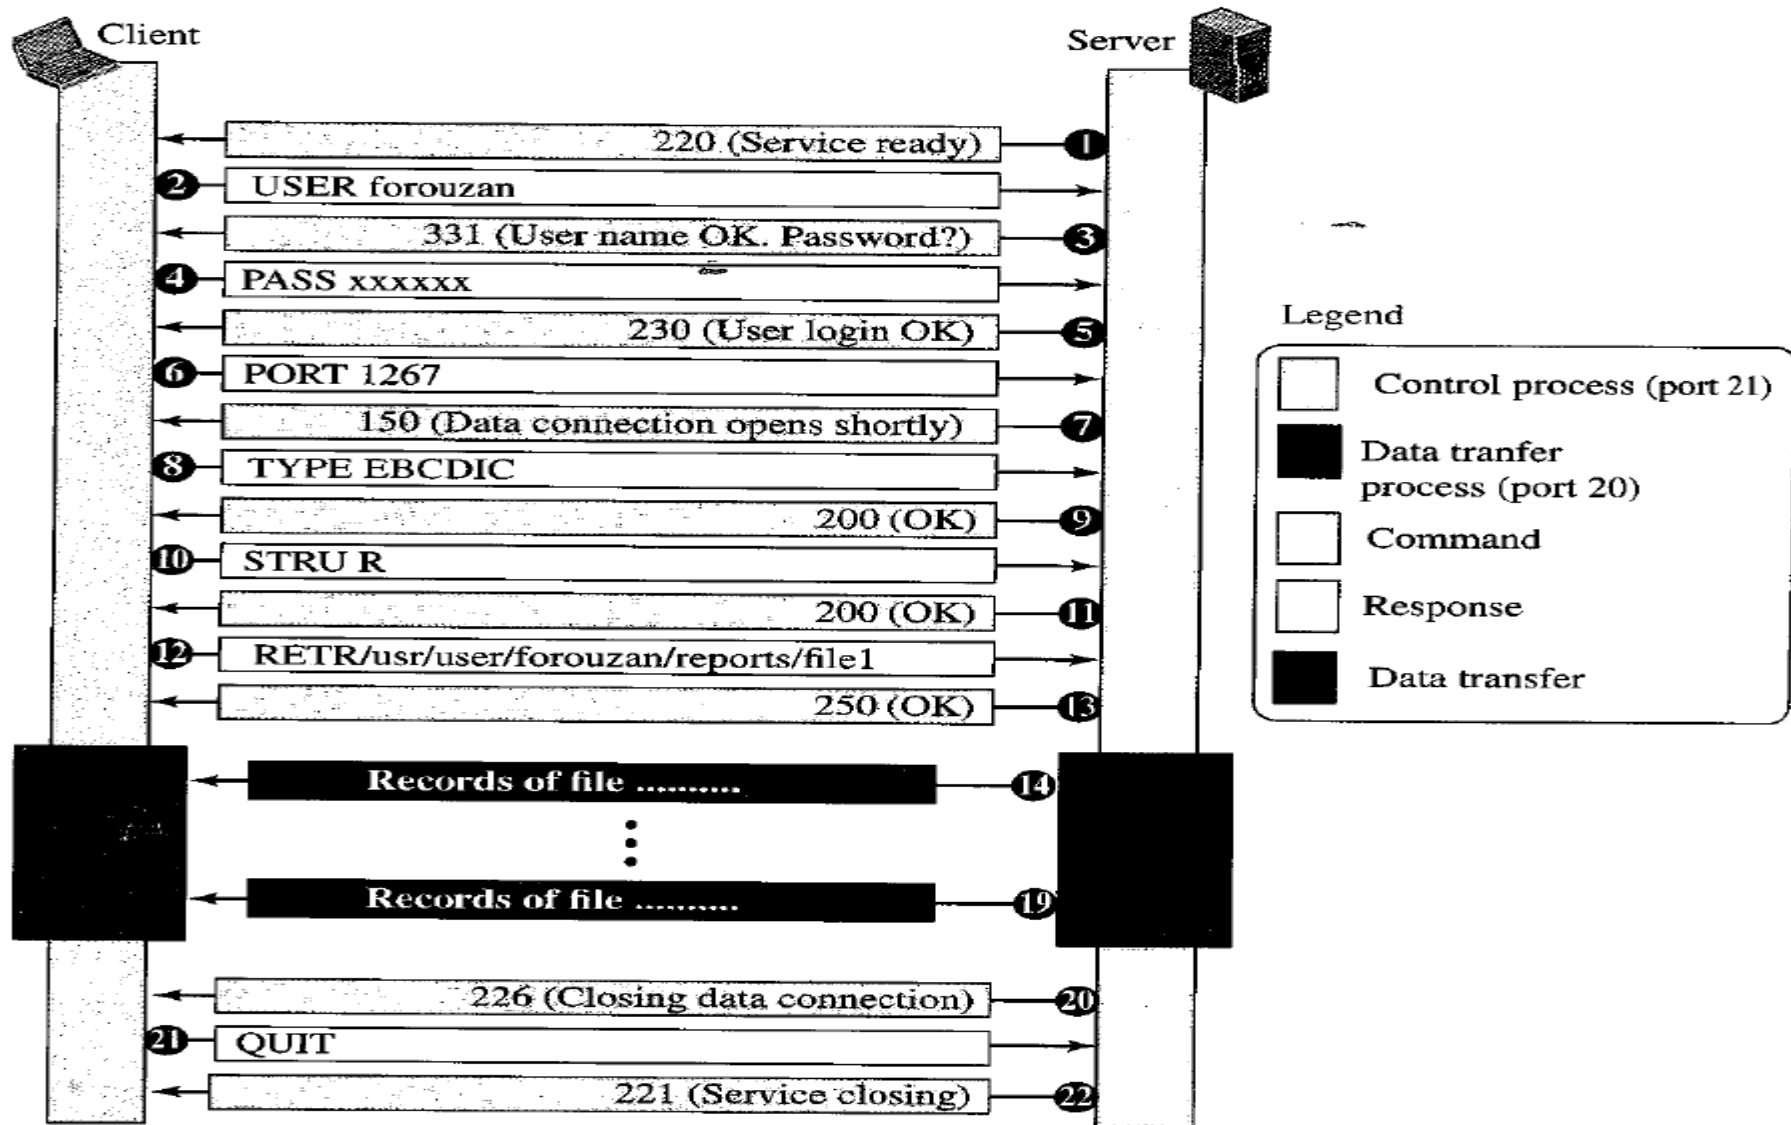 Client
Server
220 (Service ready)
1
2
USER forouzan
331 (User name OK. Password?)
3
4
PASS xxxxxx
230 (User login OK)
5
6
PORT 1267
150 (Data connection opens shortly)
7
8
TYPE EBCDIC
200 (OK)
9
10
STRU R
200 (OK)
11
12
RETR/usr/user/forouzan/reports/file1
250 (OK)
13
Records of file ..........
14
Records of file ..........
19
226 (Closing data connection)
20
21
QUIT
221 (Service closing)
22
Legend
Control process (port 21)
Data tranfer
process (port 20)
Command
Response
Data transfer